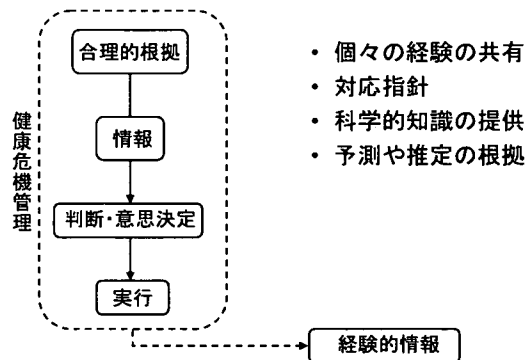 健康危機管理
合理的根拠
情報
判断・意思決定
実行
・ 個々の経験の共有
・ 対応指針
・ 科学的知識の提供
・ 予測や推定の根拠
経験的情報